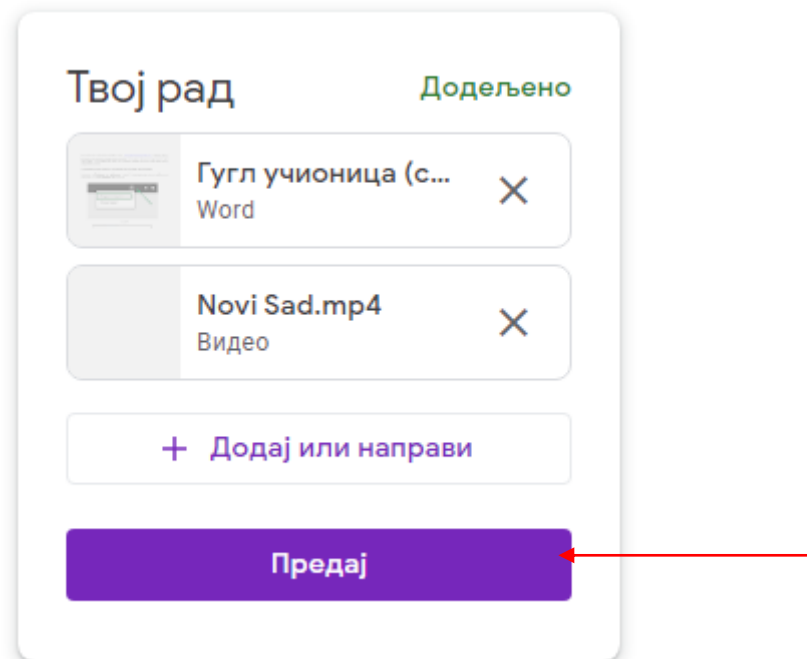 Твој рад
Додељено
Гугл учионица (с...
Word
Novi Sad.mp4
Видео
+ Додај или направи
Предај